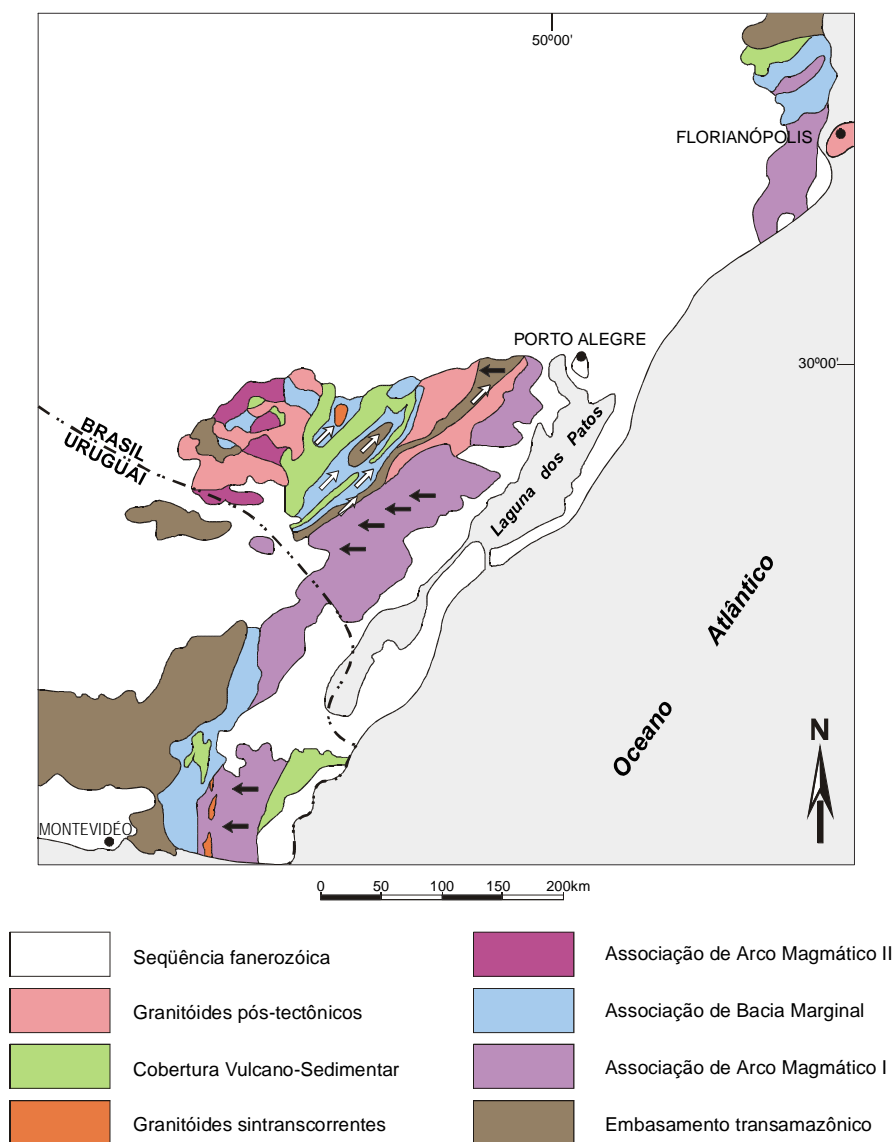 50º00'
FLORIANÓPOLIS
PORTO ALEGRE
30º00'
BRASIL
URUGUAI
Laguna dos Patos
Oceano Atlântico
N
MONTEVIDÉO
0 50 100 150 200km
Seqüência fanerozóica
Granitóides pós-tectônicos
Cobertura Vulcano-Sedimentar
Granitóides sintranscorrentes
Associação de Arco Magmático II
Associação de Bacia Marginal
Associação de Arco Magmático I
Embasamento transamazônico